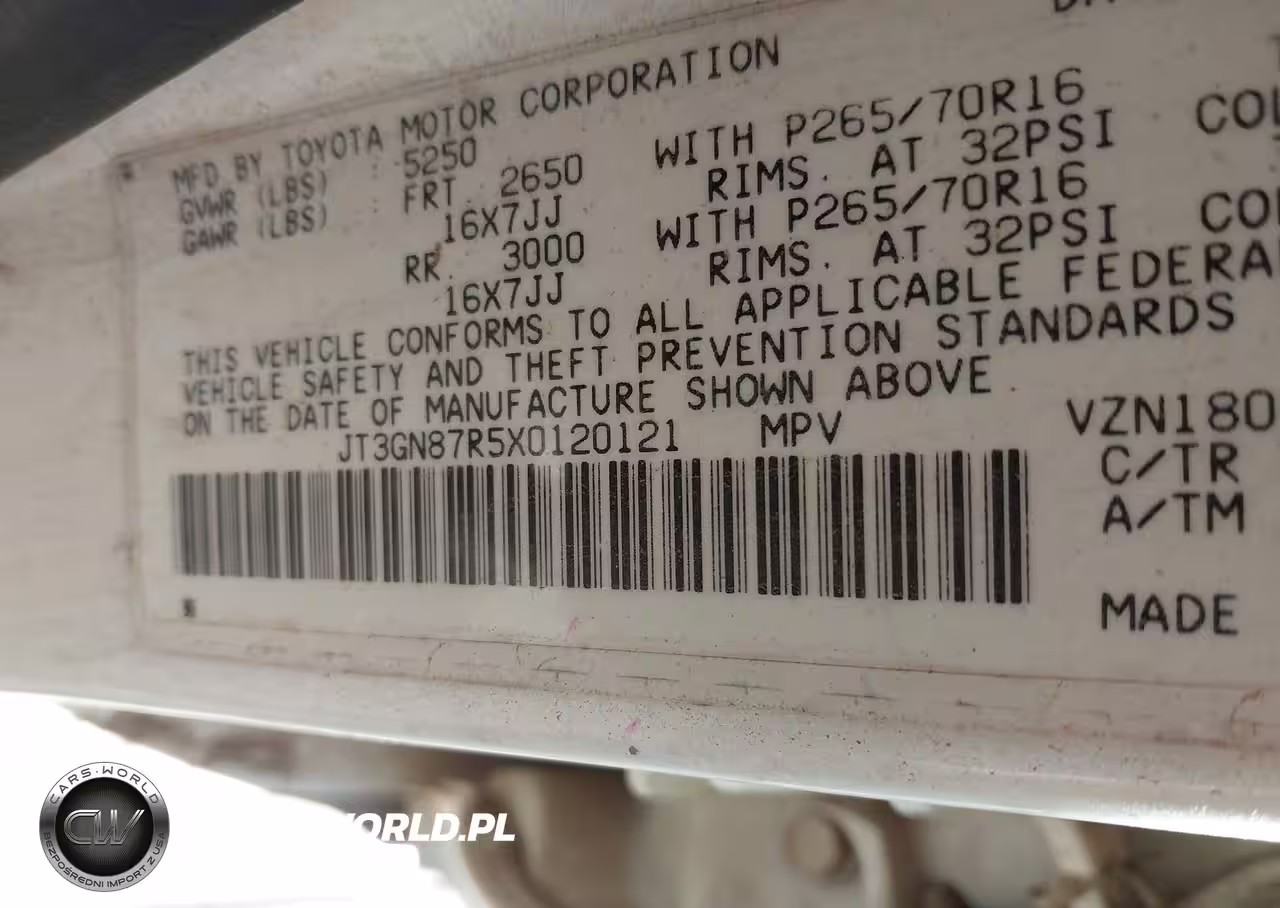 MFD BY TOYOTA MOTOR CORPORATION
GVWR (LBS) : 5250
GAWR (LBS) : FRT. 2650 WITH P265/70R16
16X7JJ RIMS. AT 32PSI COL
RR. 3000 WITH P265/70R16
16X7JJ RIMS. AT 32PSI COL
THIS VEHICLE CONFORMS TO ALL APPLICABLE FEDERA
VEHICLE SAFETY AND THEFT PREVENTION STANDARDS
ON THE DATE OF MANUFACTURE SHOWN ABOVE.
JT3GN87R5X0120121 MPV
VZN180
C/TR
A/TM
MADE
CARS-WORLD
CW
BEZPOŚREDNI IMPORT Z USA
WORLD.PL